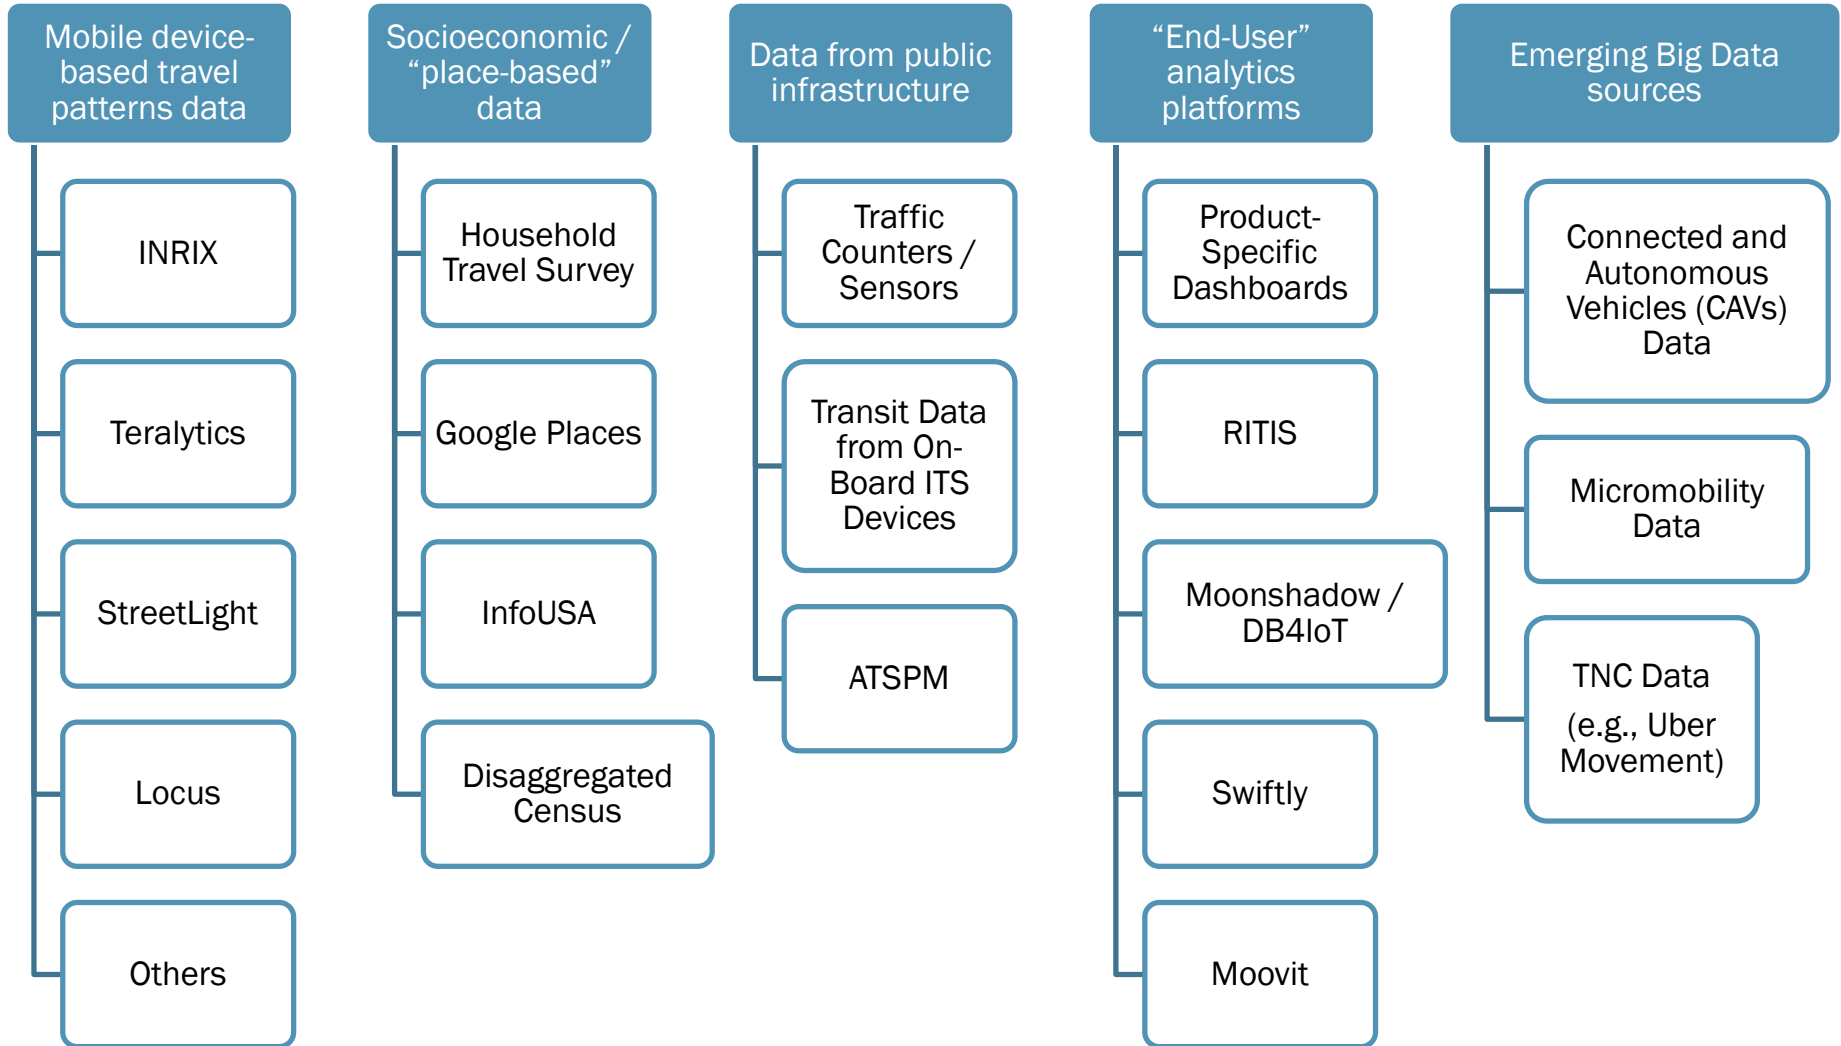 Mobile device-
based travel
patterns data
INRIX
Teralytics
StreetLight
Locus
Others
Socioeconomic /
“place-based”
data
Household
Travel Survey
Google Places
InfoUSA
Disaggregated
Census
Data from public
infrastructure
Traffic
Counters /
Sensors
Transit Data
from On-
Board ITS
Devices
ATSPM
“End-User”
analytics
platforms
Product-
Specific
Dashboards
RITIS
Moonshadow /
DB4IoT
Swiftly
Moovit
Emerging Big Data
sources
Connected and
Autonomous
Vehicles (CAVs)
Data
Micromobility
Data
TNC Data
(e.g., Uber
Movement)